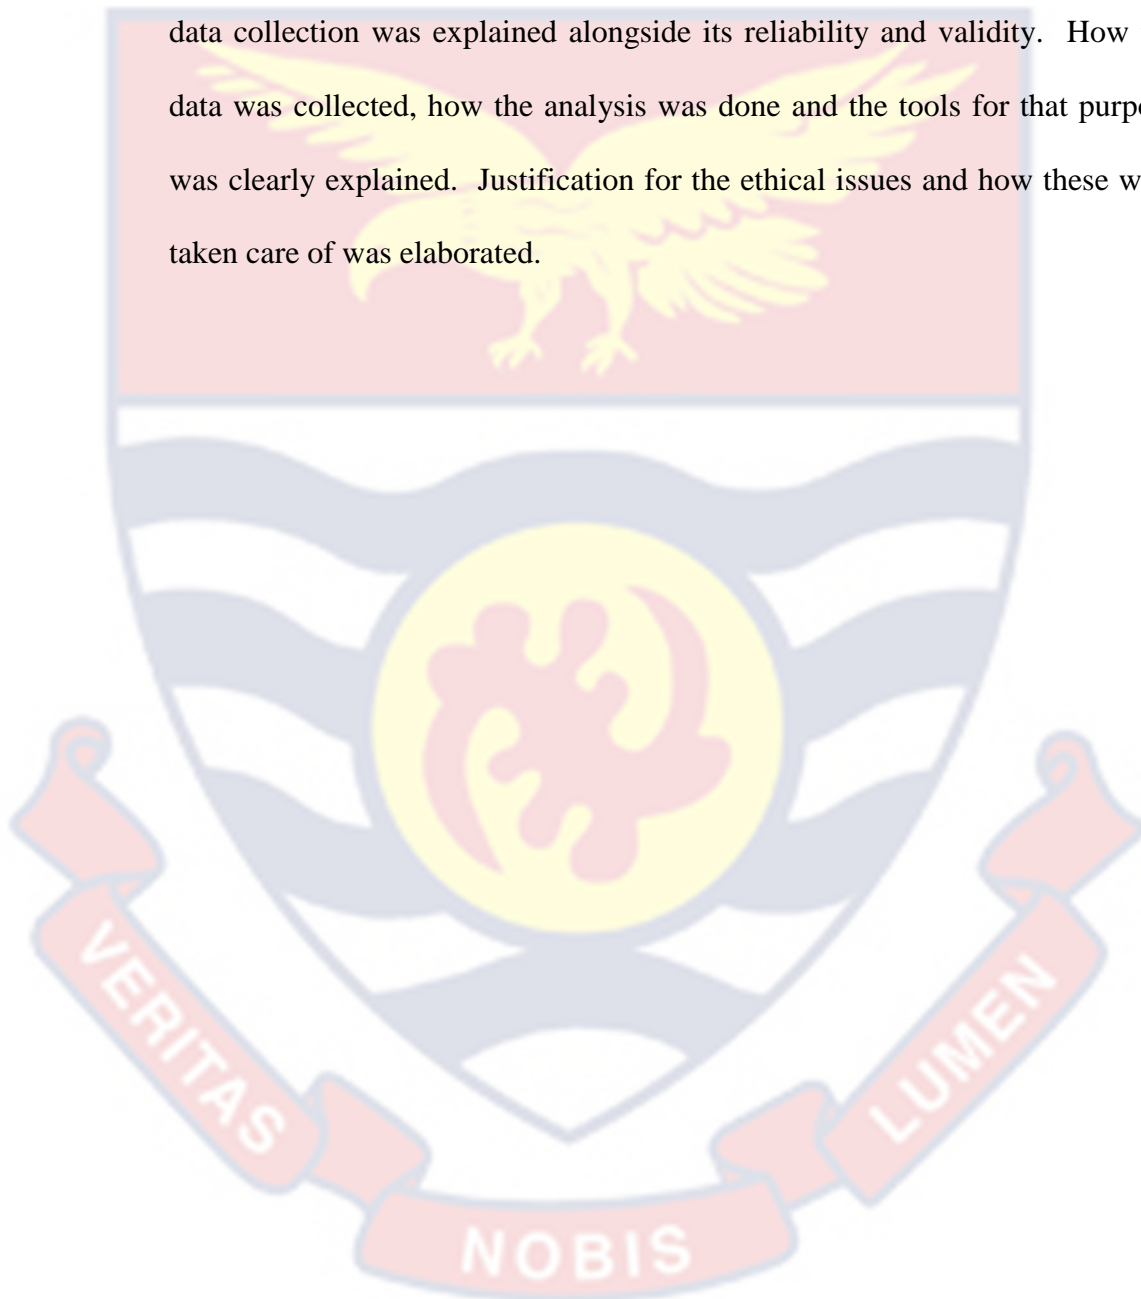 data collection was explained alongside its reliability and validity. How
data was collected, how the analysis was done and the tools for that
was clearly explained. Justification for the ethical issues and how these
taken care of was elaborated.
VERITAS
NOBIS
LUMEN